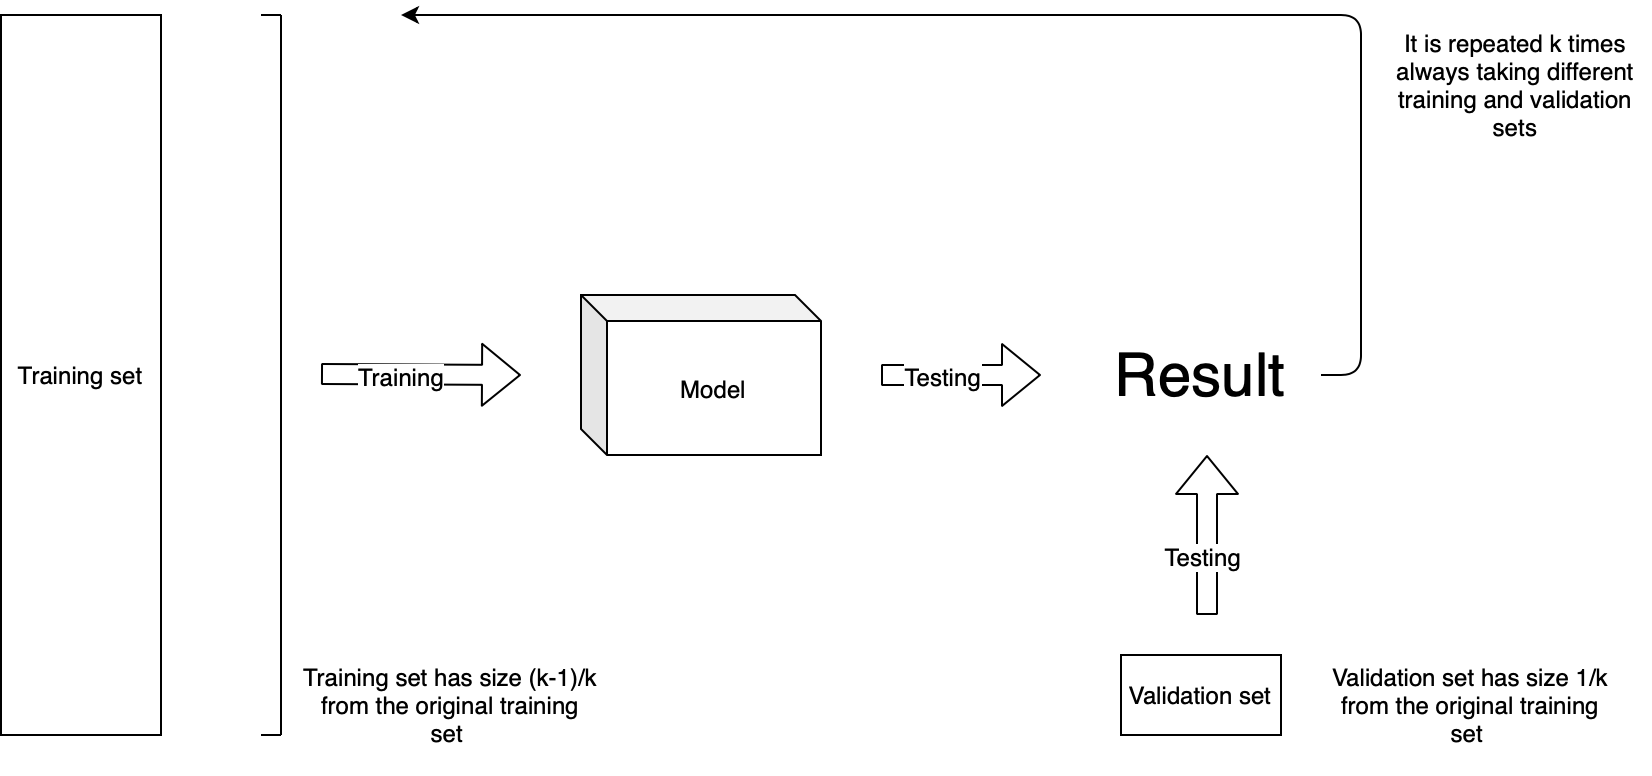 It is repeated k times
always taking different
training and validation
sets
Training set
Training
Model
Testing
Result
Testing
Training set has size (k-1)/k
from the original training
set
Validation set
Validation set has size 1/k
from the original training
set